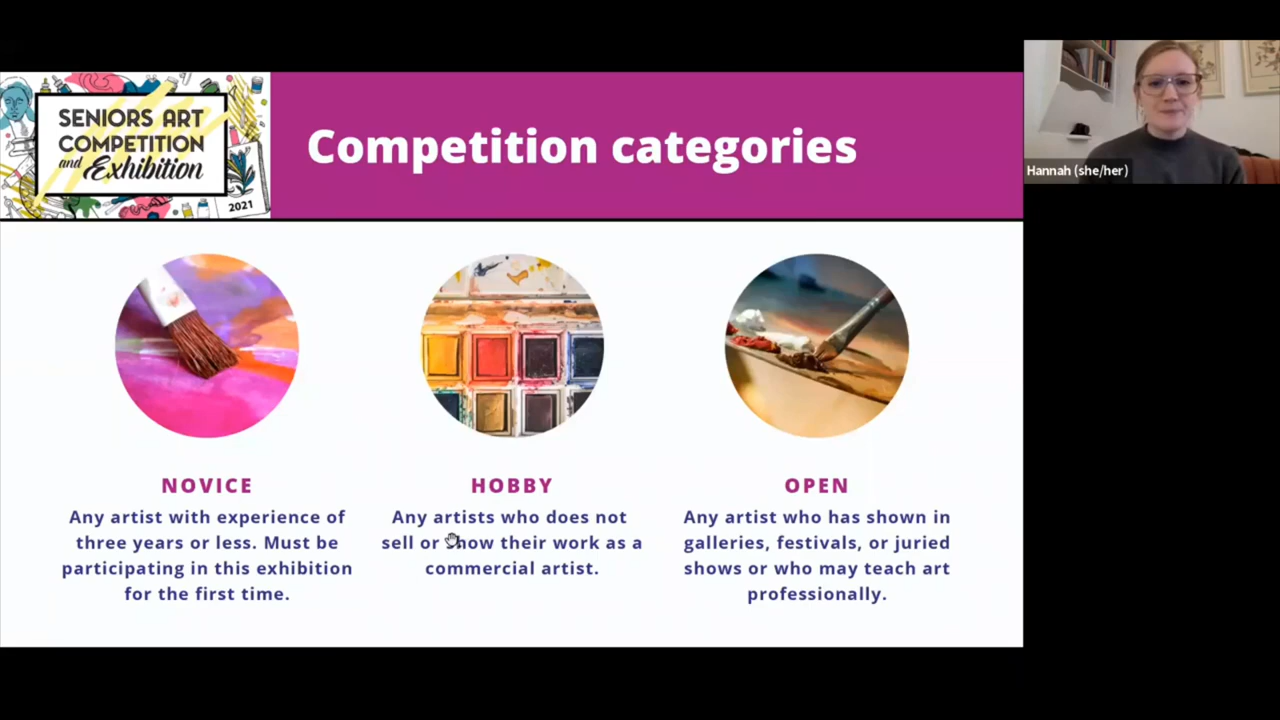 SENIORS ART
COMPETITION
and Exhibition
2021
Competition categories
Hannah (she/her)
NOVICE
Any artist with experience of
three years or less. Must be
participating in this exhibition
for the first time.
HOBBY
Any artists who does not
sell or show their work as a
commercial artist.
OPEN
Any artist who has shown in
galleries, festivals, or juried
shows or who may teach art
professionally.